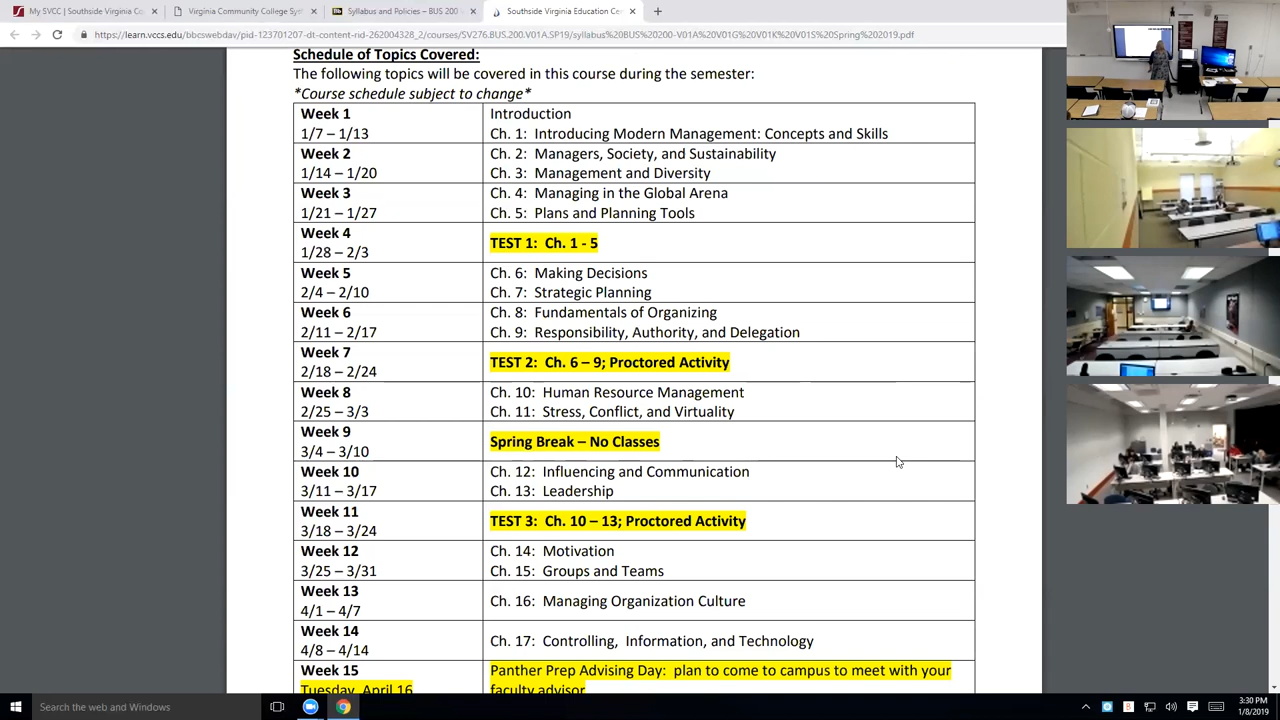 My SVCC | Southside Virginia Co
Virginia Community College Syst
Bb
Syllabus and Policies – BUS 200
Southside Virginia Education Ce
https://learn.vccs.edu/bbcswebdav/pid-123701207-dt-content-rid-262004328_2/cours
76.BUS.200.V01A.SP19/syllabus%20BUS%20200-V01A%20V01G%20V01K%20V01S%20Spring%202019.pdf
Schedule of Topics Covered:
The following topics will be covered in this course during the semester:
*Course schedule subject to change*
Week 1
1/7 – 1/13
Introduction
Ch. 1: Introducing Modern Management: Concepts and Skills
Week 2
1/14 – 1/20
Ch. 2: Managers, Society, and Sustainability
Ch. 3: Management and Diversity
Week 3
1/21 – 1/27
Ch. 4: Managing in the Global Arena
Ch. 5: Plans and Planning Tools
Week 4
1/28 – 2/3
TEST 1: Ch. 1 - 5
Week 5
2/4 – 2/10
Ch. 6: Making Decisions
Ch. 7: Strategic Planning
Week 6
2/11 – 2/17
Ch. 8: Fundamentals of Organizing
Ch. 9: Responsibility, Authority, and Delegation
Week 7
2/18 – 2/24
TEST 2: Ch. 6 – 9; Proctored Activity
Week 8
2/25 – 3/3
Ch. 10: Human Resource Management
Ch. 11: Stress, Conflict, and Virtuality
Week 9
3/4 – 3/10
Spring Break – No Classes
Week 10
3/11 – 3/17
Ch. 12: Influencing and Communication
Ch. 13: Leadership
Week 11
3/18 – 3/24
TEST 3: Ch. 10 – 13; Proctored Activity
Week 12
3/25 – 3/31
Ch. 14: Motivation
Ch. 15: Groups and Teams
Week 13
4/1 – 4/7
Ch. 16: Managing Organization Culture
Week 14
4/8 – 4/14
Ch. 17: Controlling, Information, and Technology
Week 15
Tuesday, April 16
Panther Prep Advising Day: plan to come to campus to meet with your
faculty advisor
Search the web and Windows
3:30 PM
1/8/2019